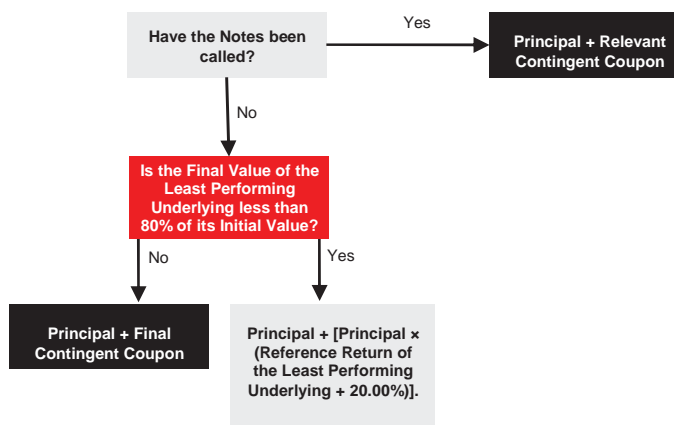 Have the Notes been
called?
Yes
Principal + Relevant
Contingent Coupon
No
Is the Final Value of the
Least Performing
Underlying less than
80% of its Initial Value?
No
Yes
Principal + Final
Contingent Coupon
Principal + [Principal ×
(Reference Return of
the Least Performing
Underlying + 20.00%)].